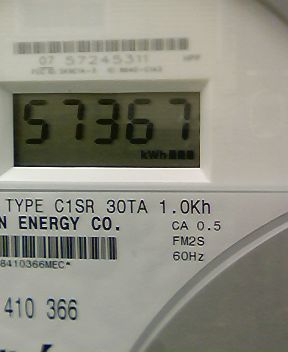 07 57245311
57367
kWh
TYPE C1SR 30TA 1.0Kh
N ENERGY CO.
CA 0.5
FM2S
60Hz
8410366MEC*
410 366